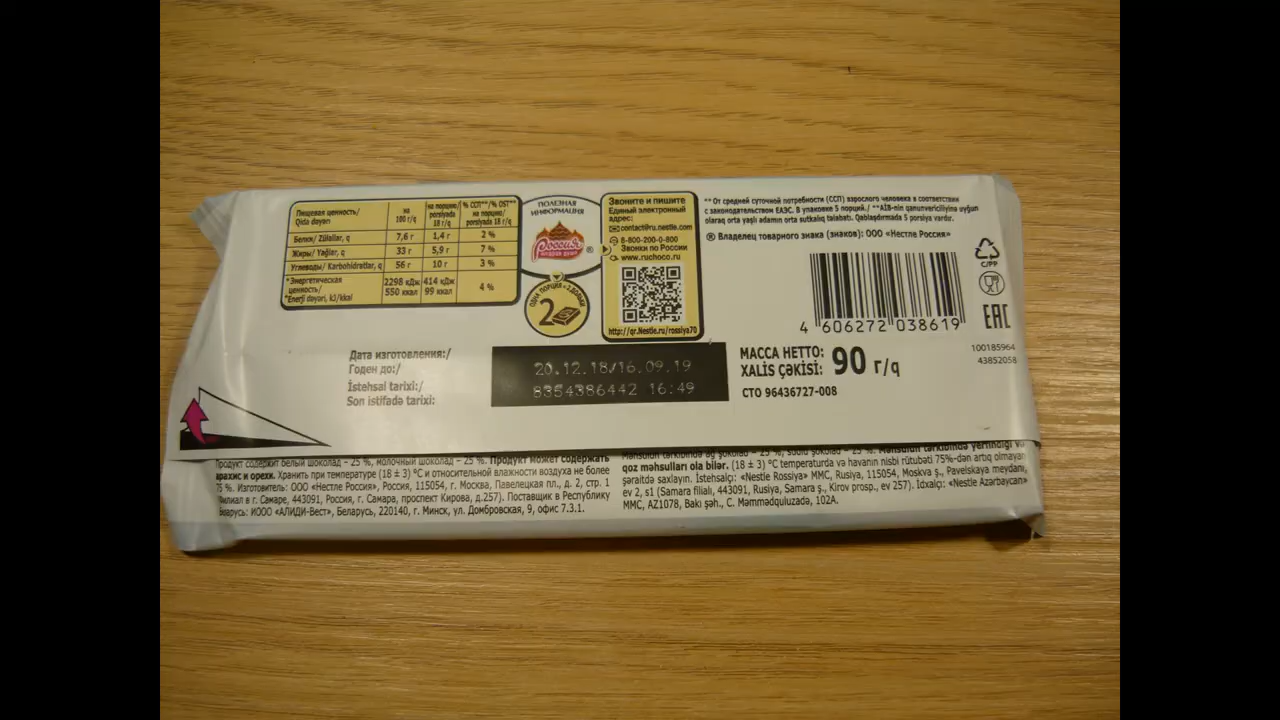 Пищевая ценность/
Qida dəyəri
на
100 г/q
на порцию/
porsiyada
18 г/q
% ССП**/% ƏST**
на порцию/
porsiyada 18 г/q
Белки/ Zülallar, q 7,6 г 1,4 г 2 %
Жиры/ Yağlar, q 33 г 5,9 г 7 %
Углеводы/ Karbohidratlar, q 56 г 10 г 3 %
*Энергетическая
ценность/
*Enerji dəyəri, kJ/kkal
2298 кДж
550 ккал
414 кДж
99 ккал
4 %
ПОЛЕЗНАЯ
ИНФОРМАЦИЯ
Россия
ЩЕДРАЯ ДУША
®
ОДНА ПОРЦИЯ = 2 ДОЛЬКИ
2
Звоните и пишите
Единый электронный
адрес:
contact@ru.nestle.com
8-800-200-0-800
Звонки по России
www.ruchoco.ru
http://qr.Nestle.ru/rossiya70
** От средней суточной потребности (ССП) взрослого человека в соответствии
с законодательством ЕАЭС. В упаковке 5 порций./ **AİB-nin qanunvericiliyinə uyğun
olaraq orta yaşlı adamın orta sutkalıq tələbatı. Qablaşdırmada 5 porsiya vardır.
® Владелец товарного знака (знаков): ООО «Нестле Россия»
C/PP
EAC
4 606272 038619
100185964
43852058
Дата изготовления:/
Годен до:/
İstehsal tarixi:/
Son istifadə tarixi:
20.12.18/16.09.19
8354386442 16:49
МАССА НЕТТО:
XALİS ÇƏKİSİ:
90 г/q
СТО 96436727-008
Продукт содержит белый шоколад – 25 %, молочный шоколад – 25 %. Продукт может содержать
арахис и орехи. Хранить при температуре (18 ± 3) °C и относительной влажности воздуха не более
75 %. Изготовитель: ООО «Нестле Россия», Россия, 115054, г. Москва, Павелецкая пл., д. 2, стр. 1
Филиал в г. Самаре, 443091, Россия, г. Самара, проспект Кирова, д.257). Поставщик в Республику
Беларусь: ИООО «АЛИДИ-Вест», Беларусь, 220140, г. Минск, ул. Домбровская, 9, офис 7.3.1.
Məhsulun tərkibində ağ şokolad – 25 %, südlü şokolad – 25 %. Məhsulun tərkibində yerfındığı və
qoz məhsulları ola bilər. (18 ± 3) °C temperaturda və havanın nisbi rütubəti 75%-dən artıq olmayan
şəraitdə saxlayın. İstehsalçı: «Nestle Rossiya» MMC, Rusiya, 115054, Moskva ş., Pavelskaya meydanı,
ev 2, s1 (Samara filialı, 443091, Rusiya, Samara ş., Kirov prosp., ev 257). İdxalçı: «Nestle Azərbaycan»
MMC, AZ1078, Bakı şəh., C. Məmmədquluzadə, 102A.